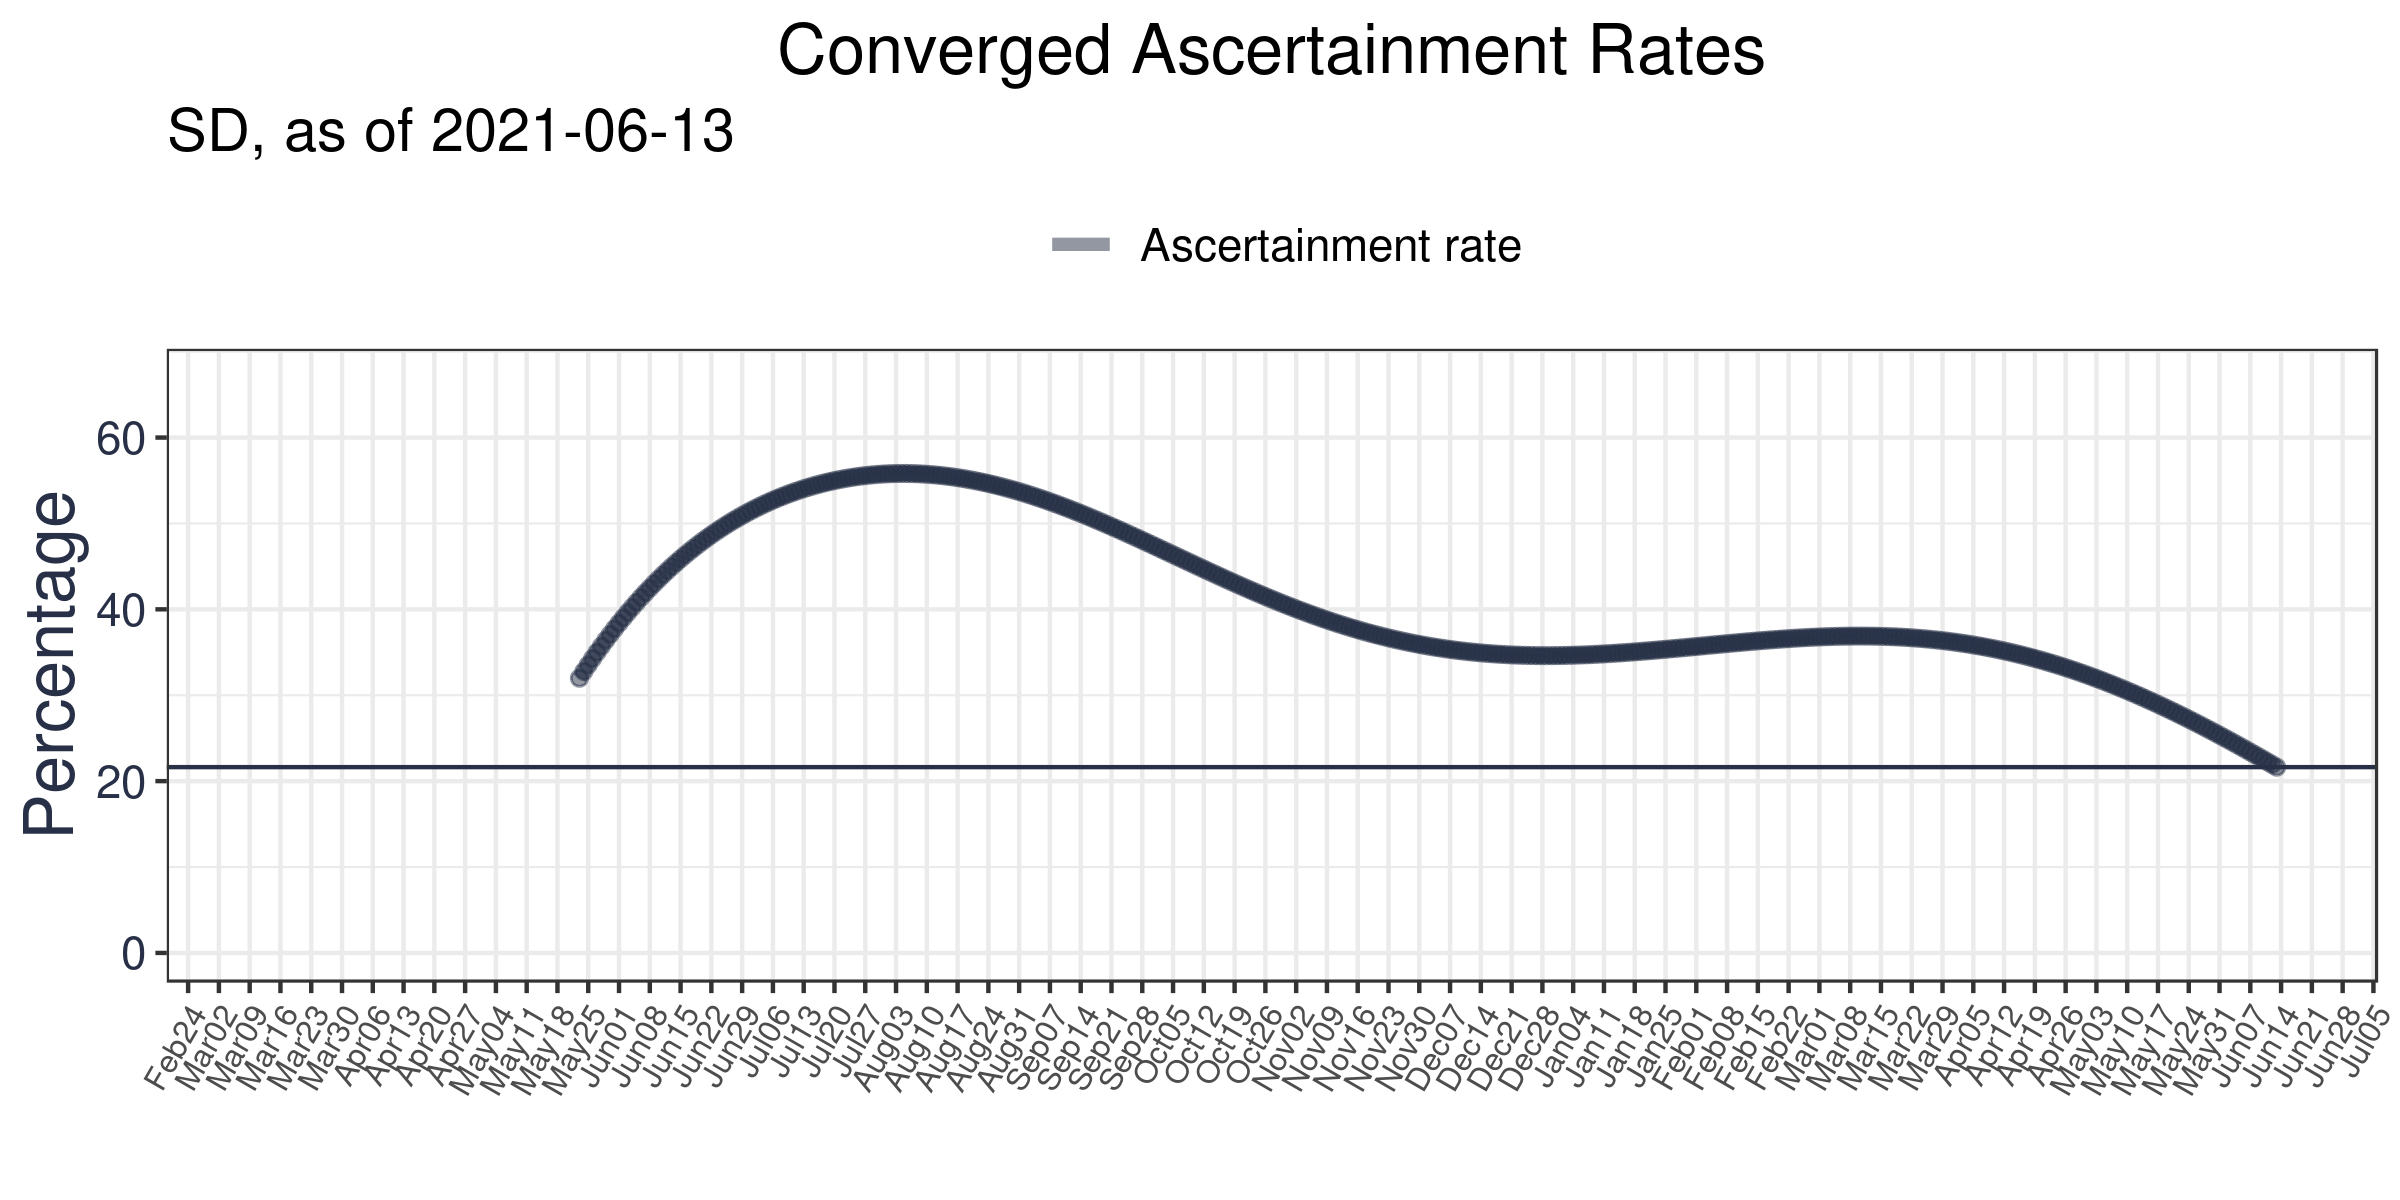 Converged Ascertainment Rates
SD, as of 2021-06-13
Ascertainment rate
Percentage
60
40
20
0
Feb24 Mar02 Mar09 Mar16 Mar23 Mar30 Apr06 Apr13 Apr20 Apr27 May04 May11 May18 May25 Jun01 Jun08 Jun15 Jun22 Jun29 Jul06 Jul13 Jul20 Jul27 Aug03 Aug10 Aug17 Aug24 Aug31 Sep07 Sep14 Sep21 Sep28 Oct05 Oct12 Oct19 Oct26 Nov02 Nov09 Nov16 Nov23 Nov30 Dec07 Dec14 Dec21 Dec28 Jan04 Jan11 Jan18 Jan25 Feb01 Feb08 Feb15 Feb22 Mar01 Mar08 Mar15 Mar22 Mar29 Apr05 Apr12 Apr19 Apr26 May03 May10 May17 May24 May31 Jun07 Jun14 Jun21 Jun28 Jul05